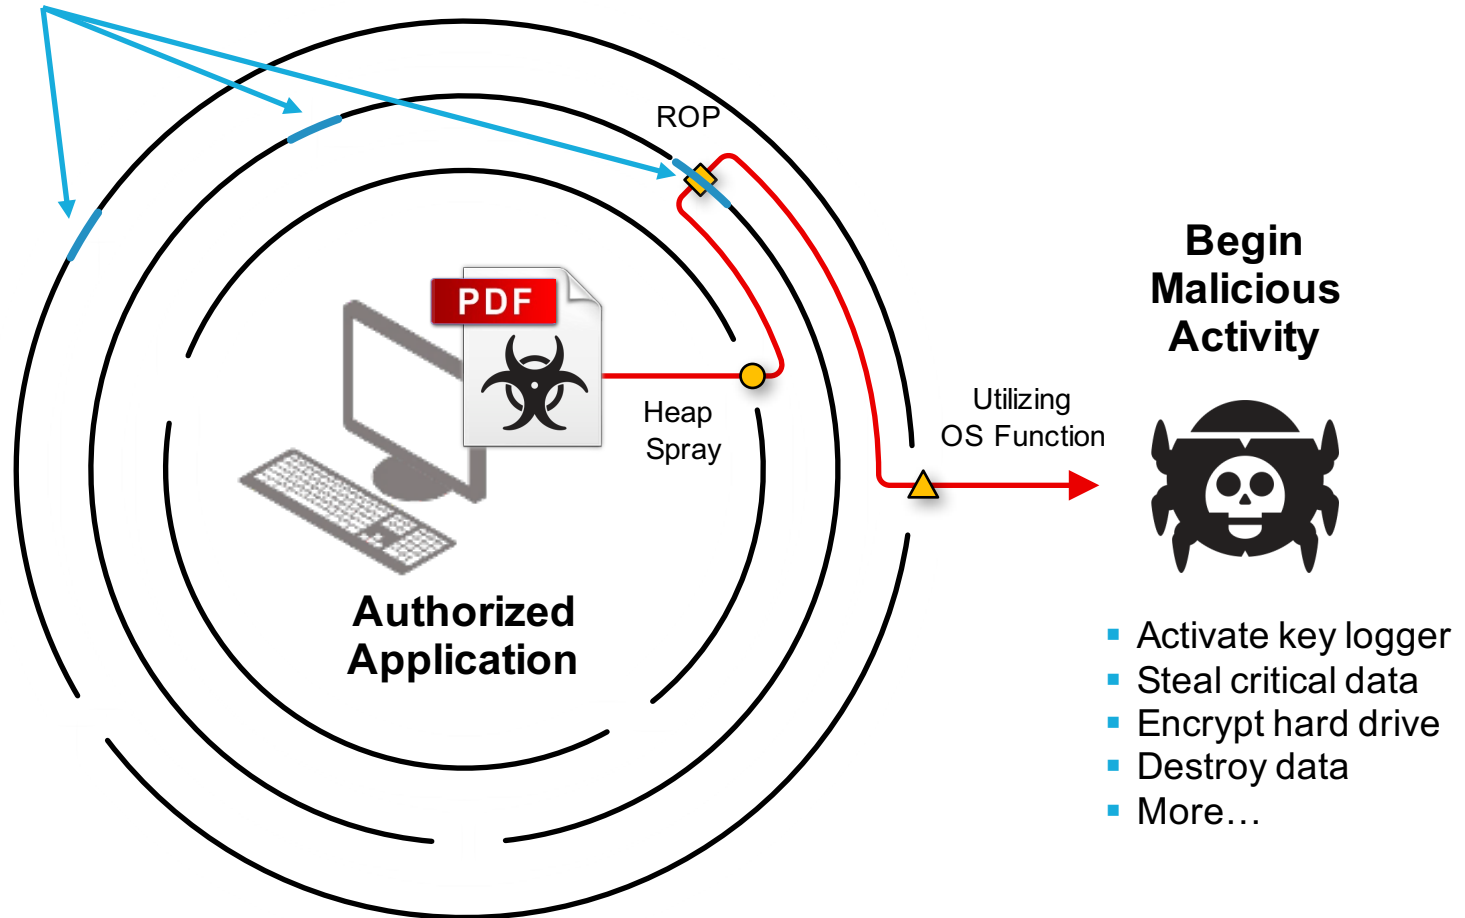 ROP
PDF
Heap
Spray
Authorized
Application
Utilizing
OS Function
Begin
Malicious
Activity
▪ Activate key logger
▪ Steal critical data
▪ Encrypt hard drive
▪ Destroy data
▪ More…